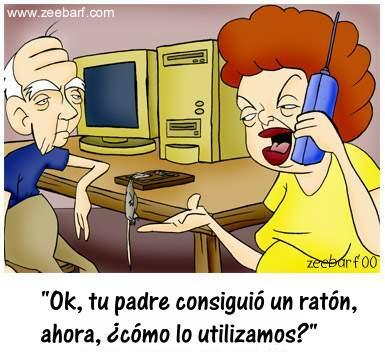 www.zeebarf.com
zeebarf'00
"Ok, tu padre consiguió un ratón,
ahora, ¿cómo lo utilizamos?"